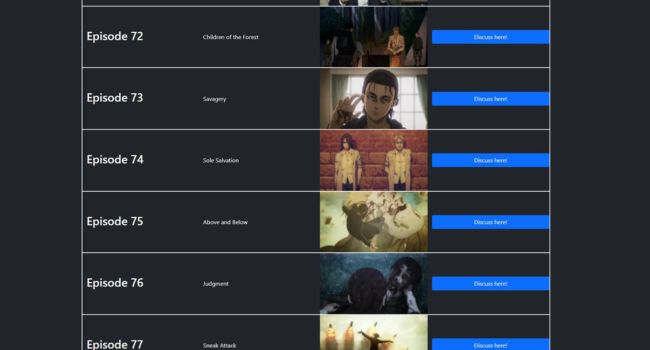 Episode 72 Children of the Forest Discuss here!
Episode 73 Savagery Discuss here!
Episode 74 Sole Salvation Discuss here!
Episode 75 Above and Below Discuss here!
Episode 76 Judgment Discuss here!
Episode 77 Sneak Attack Discuss here!